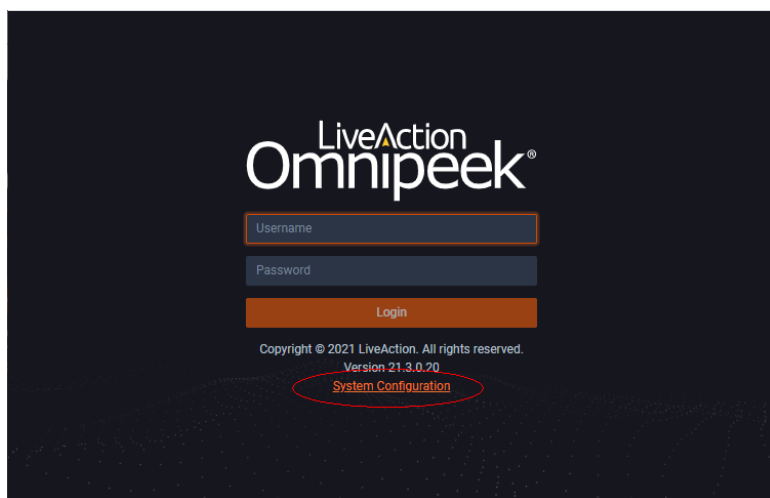 LiveAction
Omnipeek®
Username
Password
Login
Copyright © 2021 LiveAction. All rights reserved.
Version 21.3.0.20
System Configuration